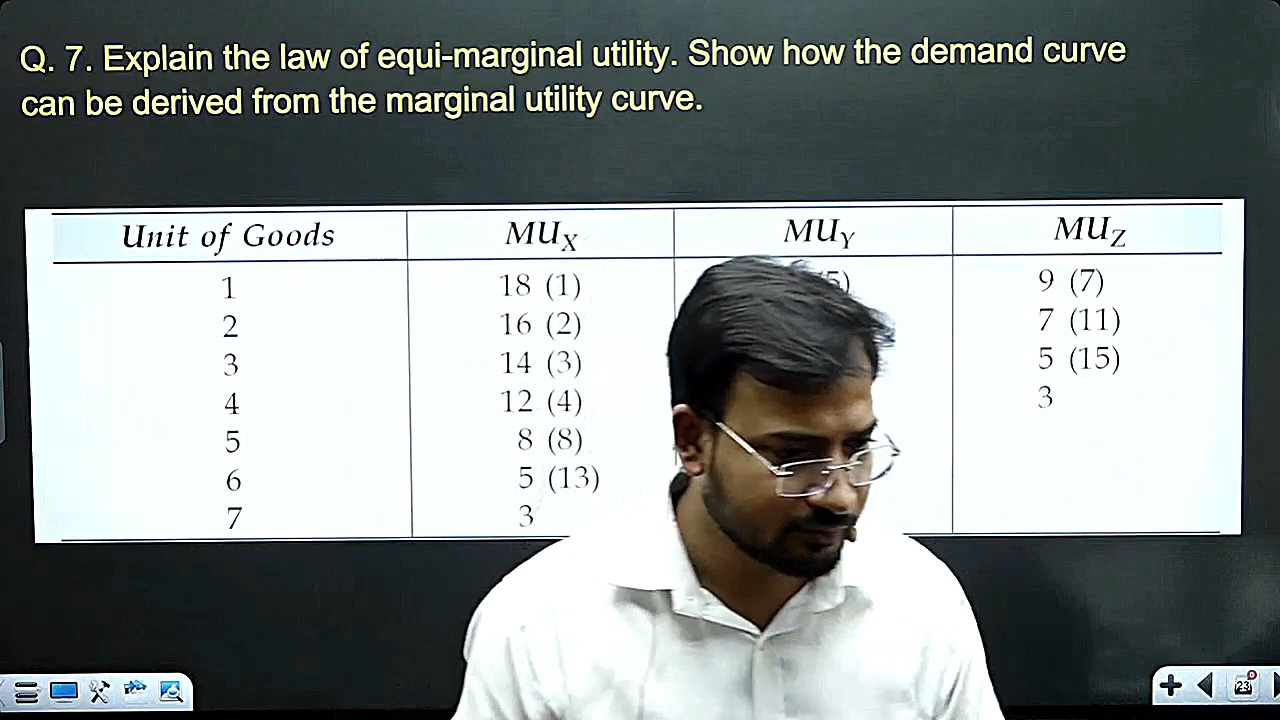 Q. 7. Explain the law of equi-marginal utility. Show how the demand curve
can be derived from the marginal utility curve.
Unit of Goods MUX MUY MUZ
1 18 (1) 5) 9 (7)
2 16 (2) 7 (11)
3 14 (3) 5 (15)
4 12 (4) 3
5 8 (8)
6 5 (13)
7 3
23